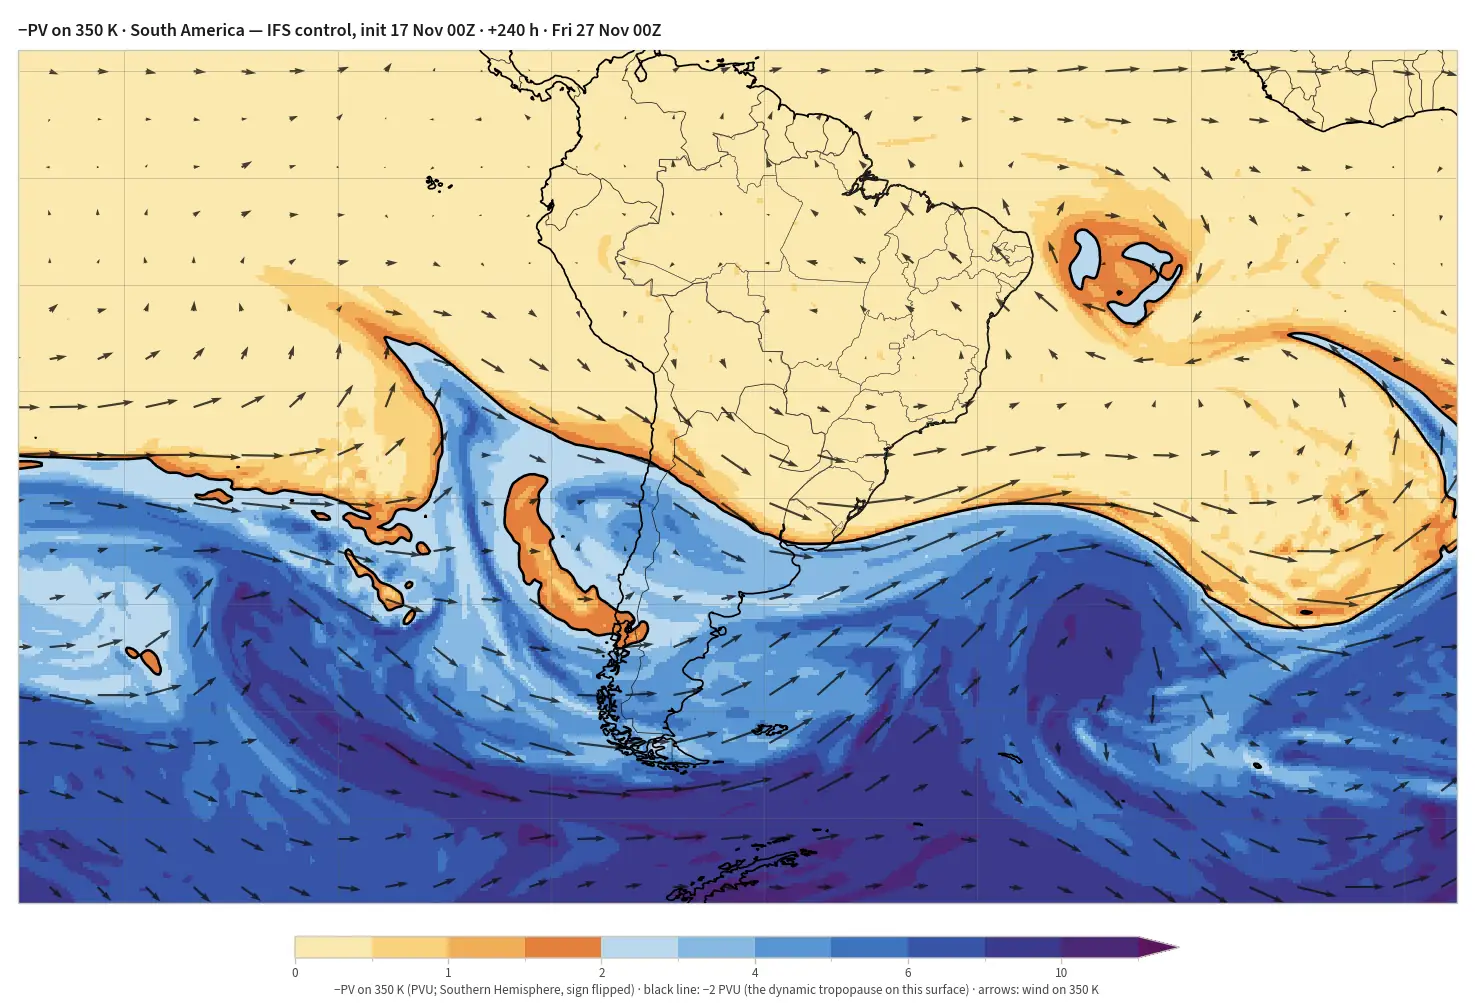 −PV on 350 K · South America — IFS control, init 17 Nov 00Z · +240 h · Fri 27 Nov 00Z
0 1 2 4 6 10
−PV on 350 K (PVU; Southern Hemisphere, sign flipped) · black line: −2 PVU (the dynamic tropopause on this surface) · arrows: wind on 350 K